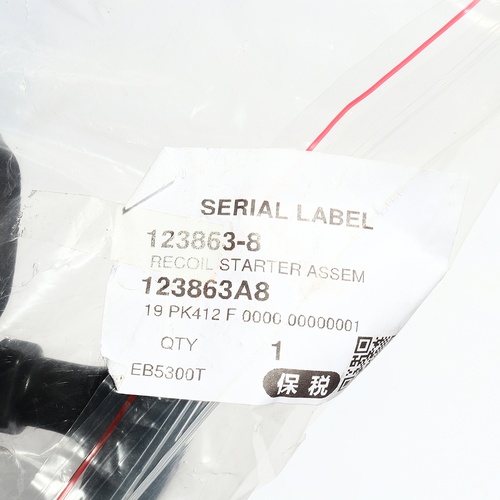 SERIAL LABEL
123863-8
RECOIL STARTER ASSEM
123863A8
19 PK412 F 0000 00000001
QTY 1
EB5300T
保税